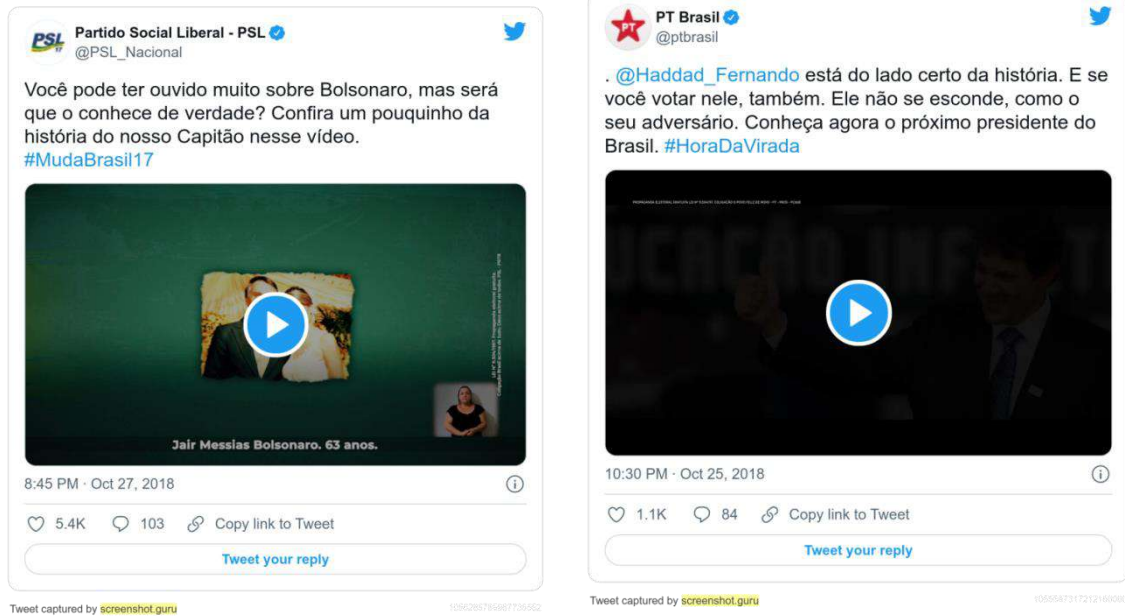 PSL
17
Partido Social Liberal - PSL
@PSL_Nacional
Você pode ter ouvido muito sobre Bolsonaro, mas será
que o conhece de verdade? Confira um pouquinho da
história do nosso Capitão nesse vídeo.
#MudaBrasil17
Jair Messias Bolsonaro. 63 anos.
8:45 PM · Oct 27, 2018
5.4K 103 Copy link to Tweet
Tweet your reply
Tweet captured by screenshot.guru
PT
PT Brasil
@ptbrasil
. @Haddad_Fernando está do lado certo da história. E se
você votar nele, também. Ele não se esconde, como o
seu adversário. Conheça agora o próximo presidente do
Brasil. #HoraDaVirada
10:30 PM · Oct 25, 2018
1.1K 84 Copy link to Tweet
Tweet your reply
Tweet captured by screenshot.guru